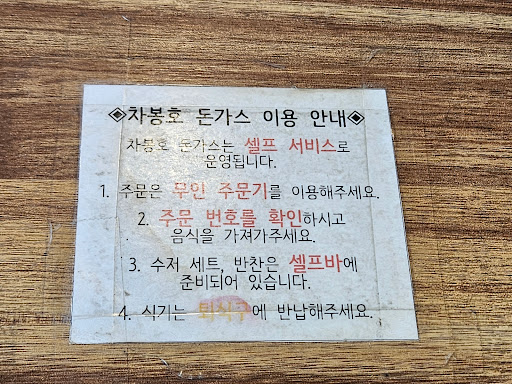 ◈차봉호 돈가스 이용 안내◈
차봉호 돈가스는 셀프 서비스로
운영됩니다.
1. 주문은 무인 주문기를 이용해주세요.
2. 주문 번호를 확인하시고
음식을 가져가주세요.
3. 수저 세트, 반찬은 셀프바에
준비되어 있습니다.
4. 식기는 퇴식구에 반납해주세요.